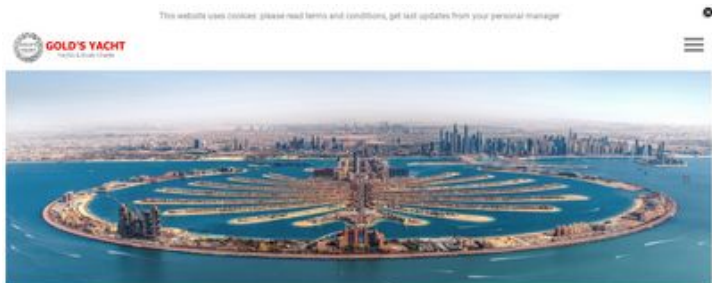 This website uses cookies: please read terms and conditions, get last updates from your personal manager
GOLD'S YACHT